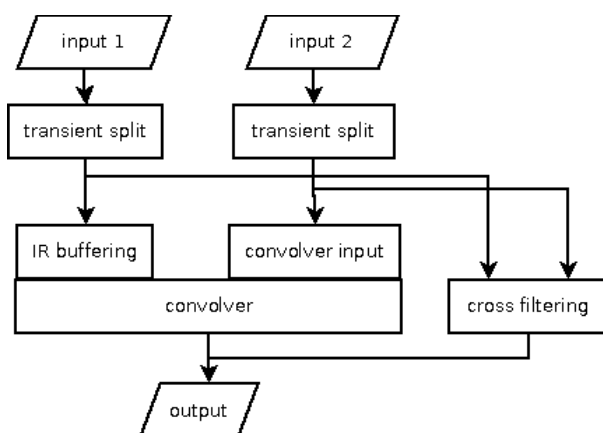 input 1
input 2
transient split
transient split
IR buffering
convolver input
convolver
cross filtering
output